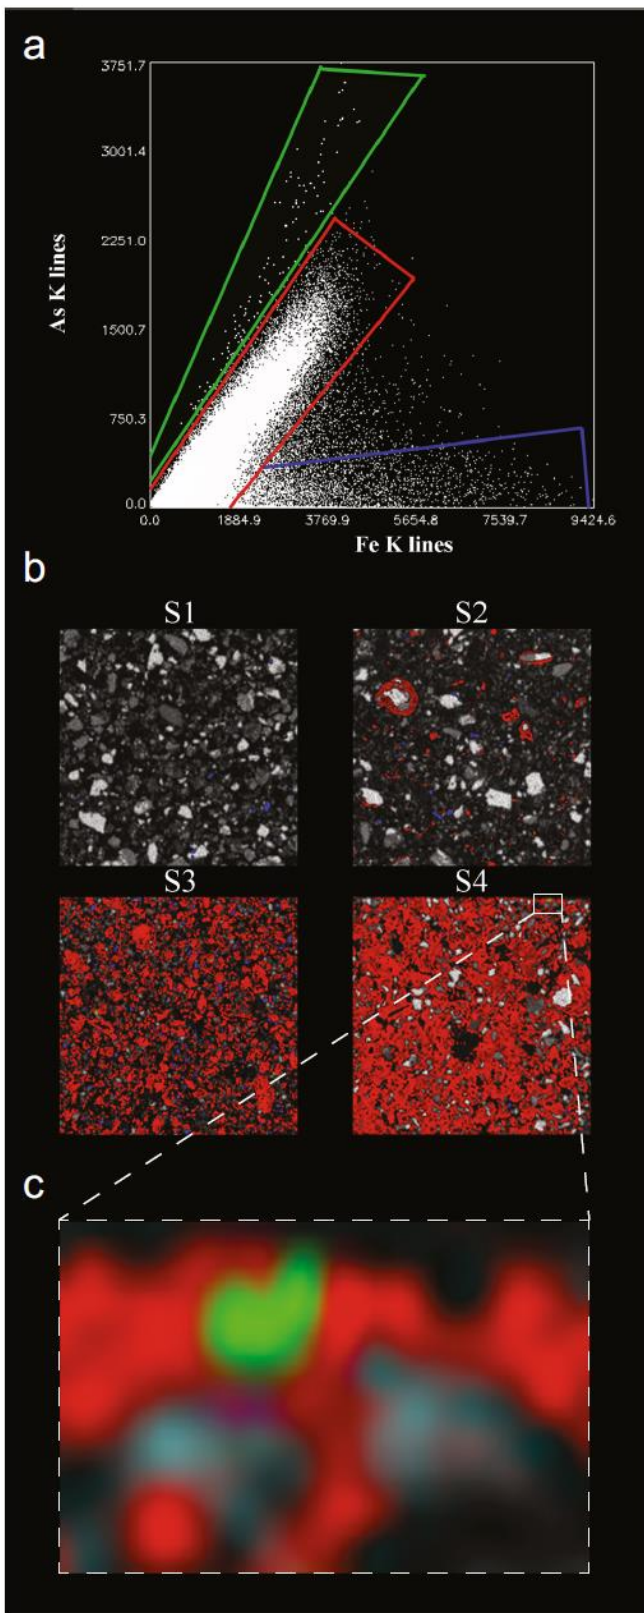 a
3751.7
3001.4
2251.0
1500.7
750.3
0.0
As K lines
0.0 1884.9 3769.9 5654.8 7539.7 9424.6
Fe K lines
b
S1 S2
S3 S4
c